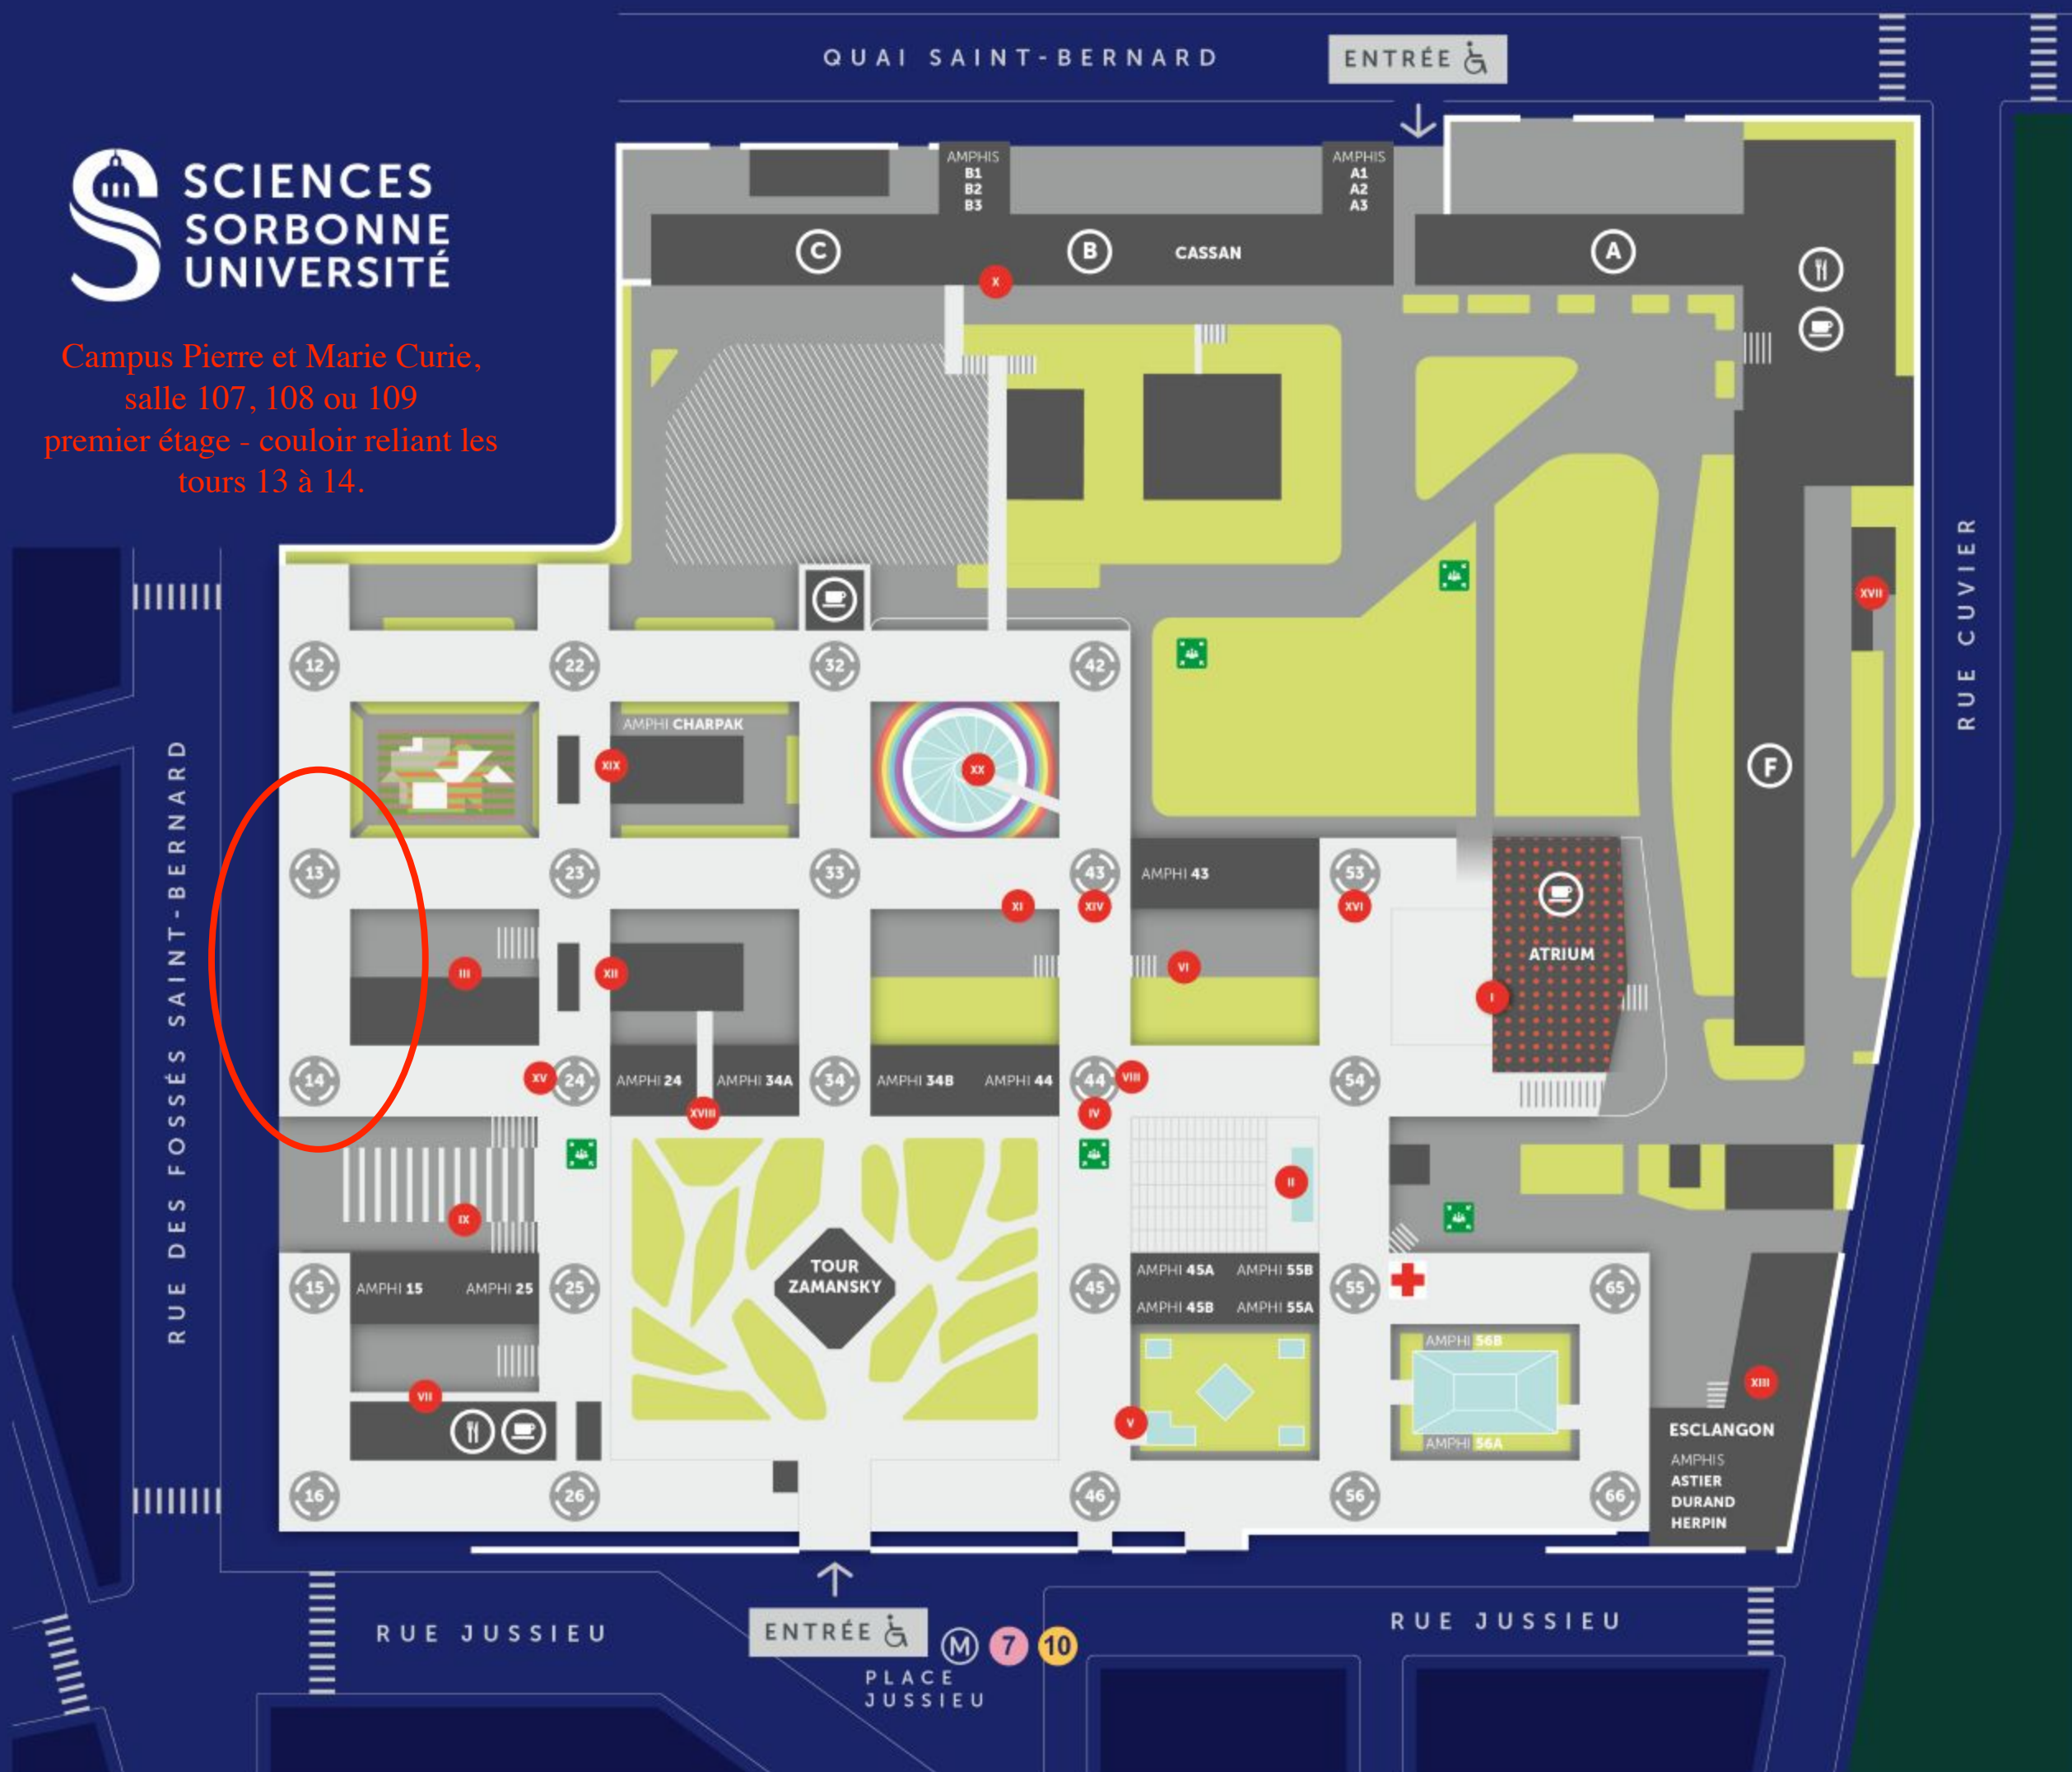 QUAI SAINT-BERNARD
ENTRÉE
SCIENCES
SORBONNE
UNIVERSITÉ
Campus Pierre et Marie Curie,
salle 107, 108 ou 109
premier étage - couloir reliant les
tours 13 à 14.
AMPHIS
B1
B2
B3
AMPHIS
A1
A2
A3
C
B
CASSAN
A
X
XVII
RUE CUVIER
12
22
32
42
AMPHI CHARPAK
XIX
XX
F
RUE DES FOSSÉS SAINT-BERNARD
13
23
33
43
AMPHI 43
53
XI
XIV
XVI
ATRIUM
III
XII
VI
I
14
XV
24
AMPHI 24
AMPHI 34A
34
AMPHI 34B
AMPHI 44
44
VIII
54
XVIII
IV
II
IX
TOUR
ZAMANSKY
15
AMPHI 15
AMPHI 25
25
45
AMPHI 45A
AMPHI 55B
AMPHI 45B
AMPHI 55A
55
65
AMPHI 56B
VII
V
XIII
AMPHI 56A
ESCLANGON
AMPHIS
ASTIER
DURAND
HERPIN
16
26
46
56
66
RUE JUSSIEU
ENTRÉE
M
7
10
PLACE
JUSSIEU
RUE JUSSIEU